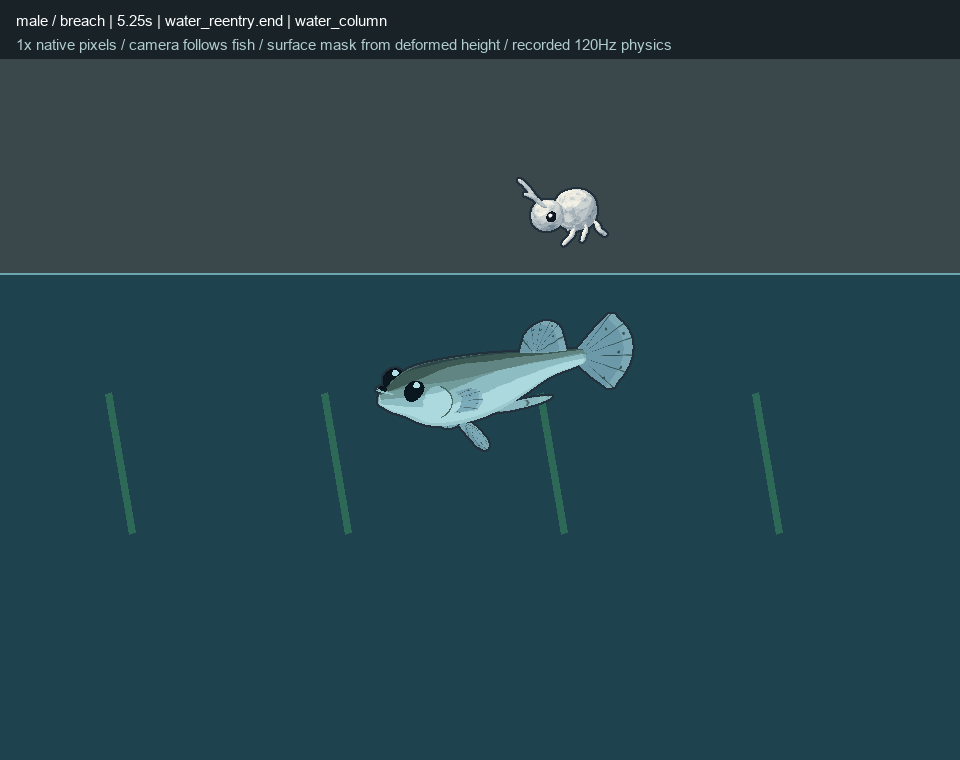 male / breach | 5.25s | water_reentry.end | water_column
1x native pixels / camera follows fish / surface mask from deformed height / recorded 120Hz physics